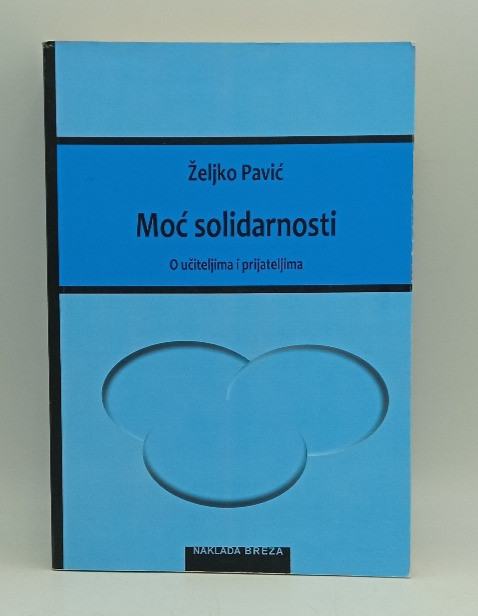 Željko Pavić
Moć solidarnosti
O učiteljima i prijateljima
NAKLADA BREZA